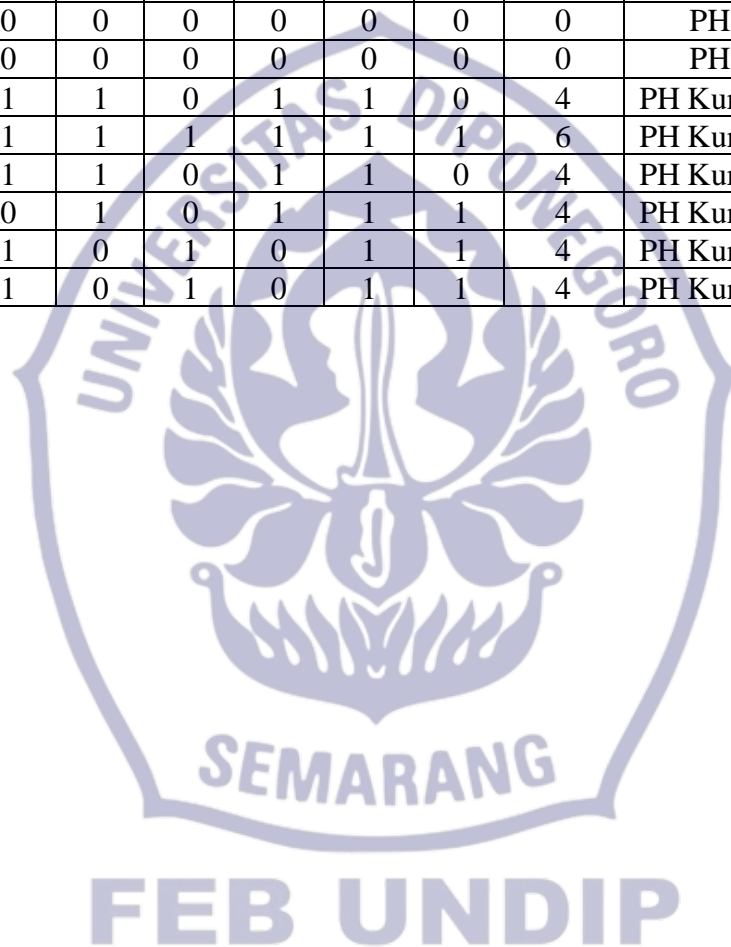 0 0 0 0 0 0 0 PH
0 0 0 0 0 0 0 PH
1 1 0 1 1 0 4 PH Kur
1 1 1 1 1 1 6 PH Kur
1 1 0 1 1 0 4 PH Kur
0 1 0 1 1 1 4 PH Kur
1 0 1 0 1 1 4 PH Kur
1 0 1 0 1 1 4 PH Kur
UNIVERSITAS DIPONEGORO
SEMARANG
FEB UNDIP